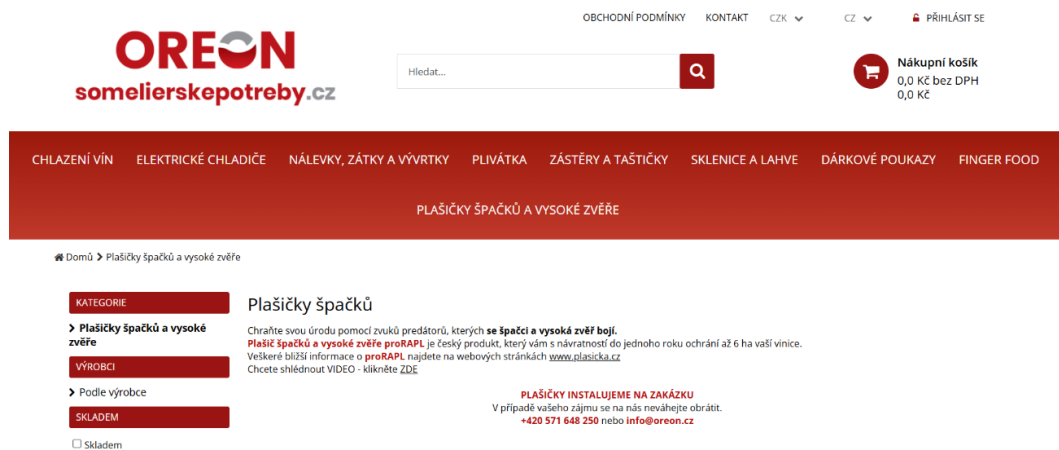 OBCHODNÍ PODMÍNKY KONTAKT CZK CZ PŘIHLÁSIT SE
OREON
somelierskepotreby.cz
Hledat...
Nákupní košík
0,0 Kč bez DPH
0,0 Kč
CHLAZENÍ VÍN ELEKTRICKÉ CHLADIČE NÁLEVKY, ZÁTKY A VÝVRTKY PLIVÁTKA ZÁSTĚRY A TAŠTIČKY SKLENICE A LAHVE DÁRKOVÉ POUKAZY FINGER FOOD
PLAŠIČKY ŠPAČKŮ A VYSOKÉ ZVĚŘE
Domů Plašičky špačků a vysoké zvěře
KATEGORIE
Plašičky špačků a vysoké
zvěře
VÝROBCI
Podle výrobce
SKLADEM
Skladem
Plašičky špačků
Chraňte svou úrodu pomocí zvuků predátorů, kterých se špačci a vysoká zvěř bojí.
Plašič špačků a vysoké zvěře proRAPL je český produkt, který vám s návratností do jednoho roku ochrání až 6 ha vaší vinice.
Veškeré bližší informace o proRAPL najdete na webových stránkách www.plasicka.cz
Chcete shlédnout VIDEO - klikněte ZDE
PLAŠIČKY INSTALUJEME NA ZAKÁZKU
V případě vašeho zájmu se na nás neváhejte obrátit.
+420 571 648 250 nebo info@oreon.cz